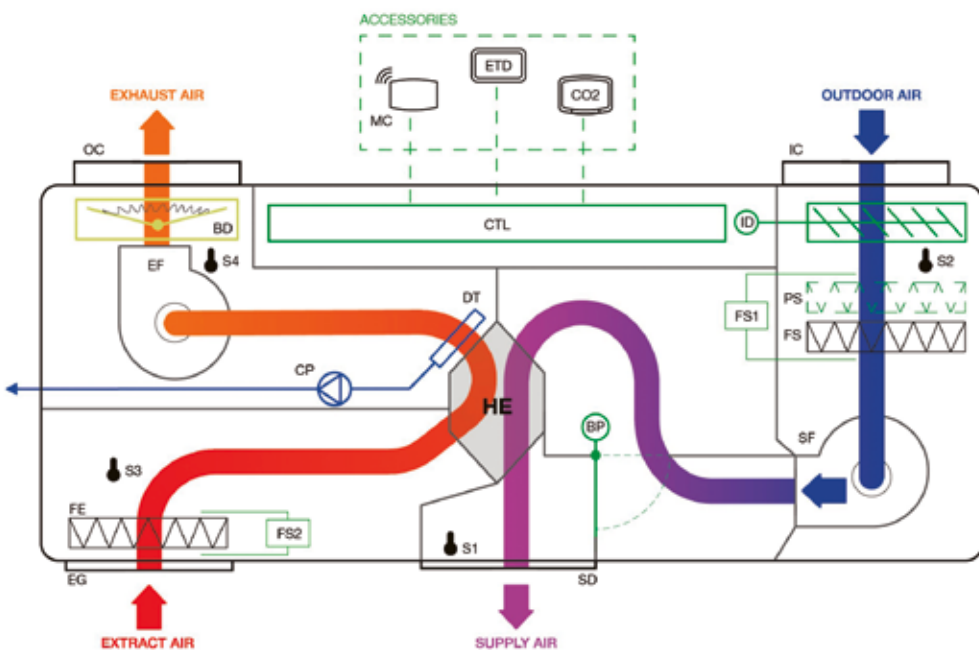 ACCESSORIES
ETD
CO2
MC
EXHAUST AIR
OUTDOOR AIR
OC
IC
CTL
ID
BD
EF
S4
S2
DT
PS
FS1
FS
CP
HE
BP
SF
S3
FE
FS2
S1
EG
SD
EXTRACT AIR
SUPPLY AIR